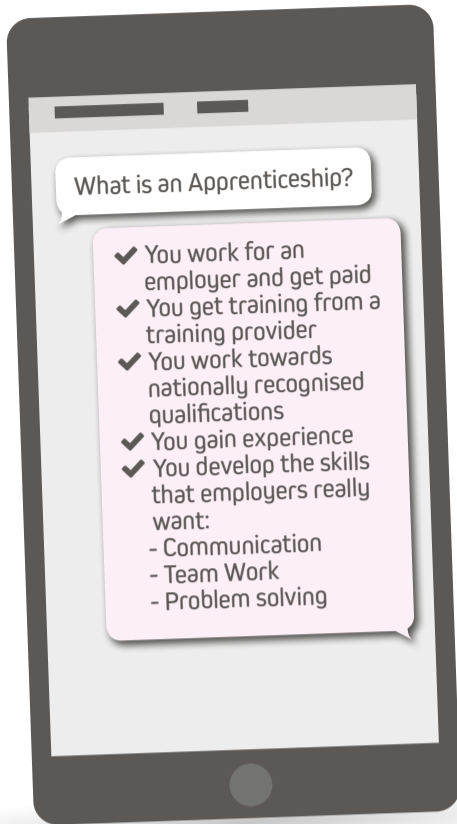 What is an Apprenticeship?
✔ You work for an
employer and get paid
✔ You get training from a
training provider
✔ You work towards
nationally recognised
qualifications
✔ You gain experience
✔ You develop the skills
that employers really
want:
- Communication
- Team Work
- Problem solving